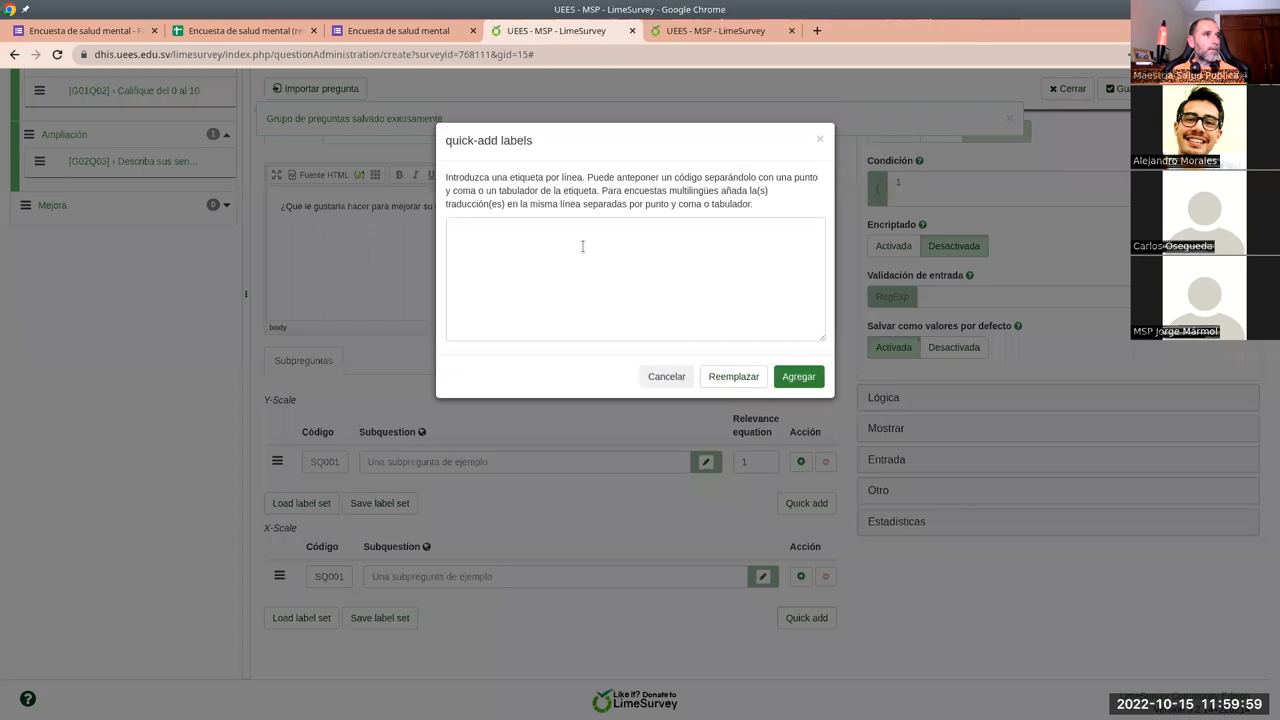 UEES - MSP - LimeSurvey - Google Chrome
Encuesta de salud mental - R
Encuesta de salud mental (re
Encuesta de salud mental
UEES - MSP - LimeSurvey
UEES - MSP - LimeSurvey
dhis.uees.edu.sv/limesurvey/index.php/questionAdministration/create?surveyid=768111&gid=15#
[G01Q02] › Califique del 0 al 10
Importar pregunta
Cerrar
Grupo de preguntas salvado exitosamente
Ampliación
1
[G02Q03] › Describa sus sen...
Mejora
0
Fuente HTML
B
I
¿Qué le gustaría hacer para mejorar su
body
quick-add labels
×
Introduzca una etiqueta por línea. Puede anteponer un código separándolo con una punto
y coma o un tabulador de la etiqueta. Para encuestas multilingües añada la(s)
traducción(es) en la misma línea separadas por punto y coma o tabulador.
Cancelar
Reemplazar
Agregar
Condición
{
1
Encriptado
Activada
Desactivada
Validación de entrada
RegExp
Salvar como valores por defecto
Activada
Desactivada
Lógica
Mostrar
Entrada
Otro
Estadísticas
Subpreguntas
Y-Scale
Código
Subquestion
Relevance
equation
Acción
SQ001
Una subpregunta de ejemplo
1
Load label set
Save label set
Quick add
X-Scale
Código
Subquestion
Acción
SQ001
Una subpregunta de ejemplo
Load label set
Save label set
Quick add
Like it? Donate to
LimeSurvey
Maestría Salud Pública
Alejandro Morales
Carlos Osegueda
MSP Jorge Mármol
2022-10-15 11:59:59